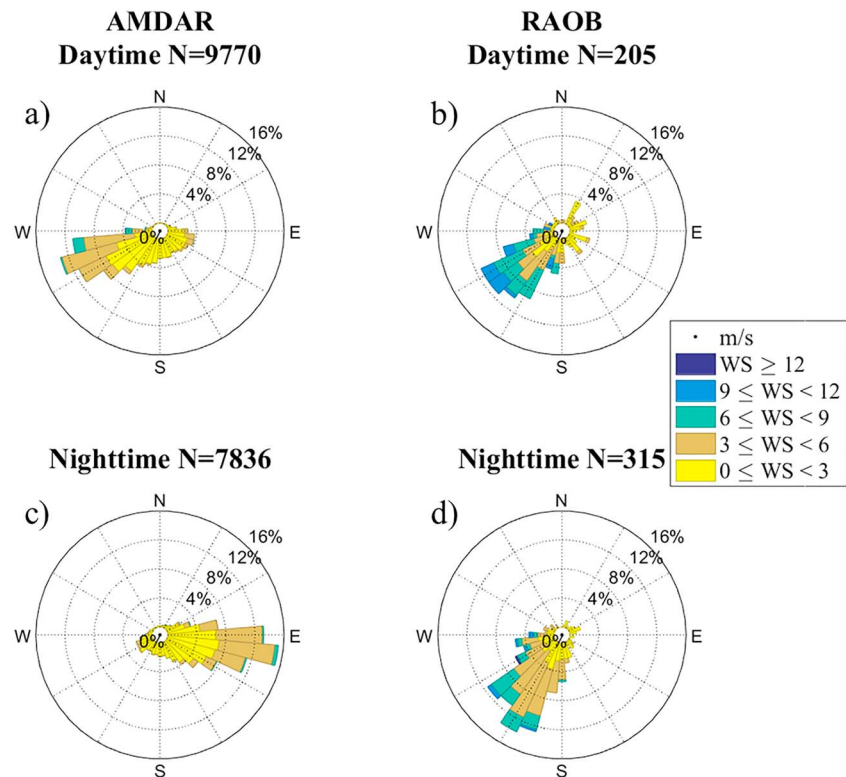 AMDAR
Daytime N=9770
RAOB
Daytime N=205
a)
N
16%
12%
8%
4%
0%
W
E
S
b)
N
16%
12%
8%
4%
0%
W
E
S
• m/s
WS ≥ 12
9 ≤ WS < 12
6 ≤ WS < 9
3 ≤ WS < 6
0 ≤ WS < 3
Nighttime N=7836
Nighttime N=315
c)
N
16%
12%
8%
4%
0%
W
E
S
d)
N
16%
12%
8%
4%
0%
W
E
S